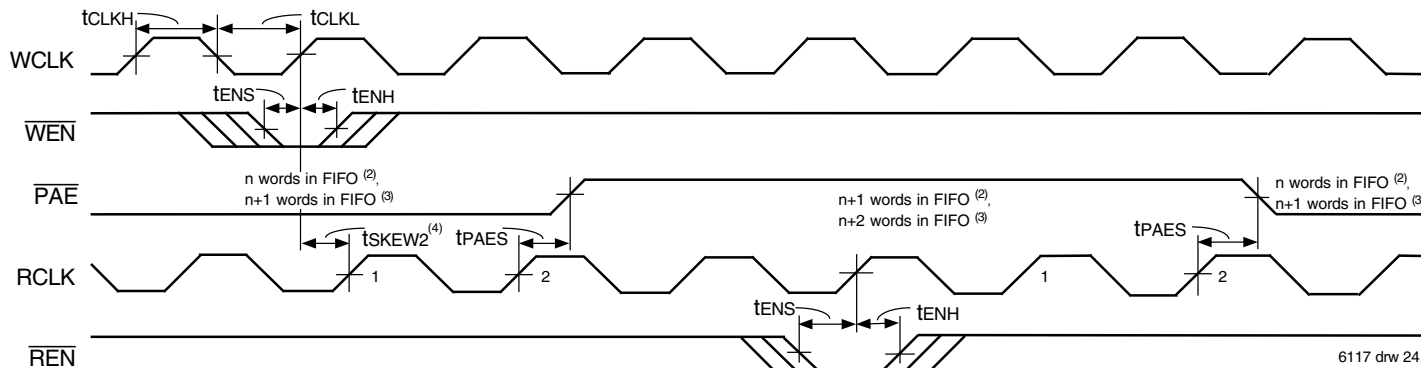 tCLKH
tCLKL
WCLK
tENS
tENH
WEN
n words in FIFO (2),
n+1 words in FIFO (3)
PAE
n+1 words in FIFO (2),
n+2 words in FIFO (3)
n words in FIFO (2),
n+1 words in FIFO (3
tSKEW2(4)
tPAES
tPAES
RCLK
1
2
1
2
tENS
tENH
REN
6117 drw 24